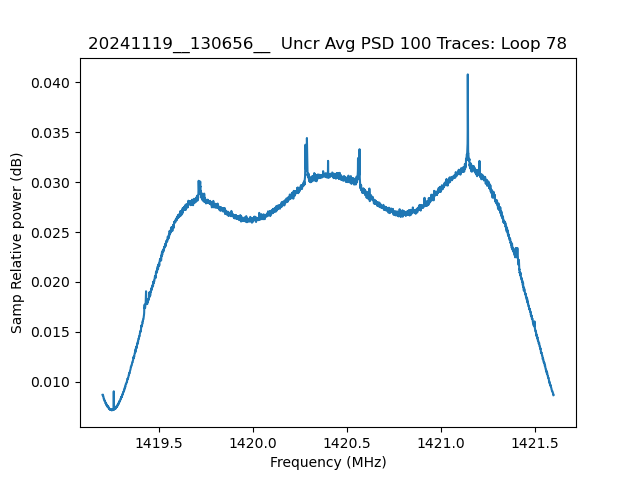 20241119__130656__  Uncr Avg PSD 100 Traces: Loop 78
Samp Relative power (dB)
0.040
0.035
0.030
0.025
0.020
0.015
0.010
1419.5 1420.0 1420.5 1421.0 1421.5
Frequency (MHz)